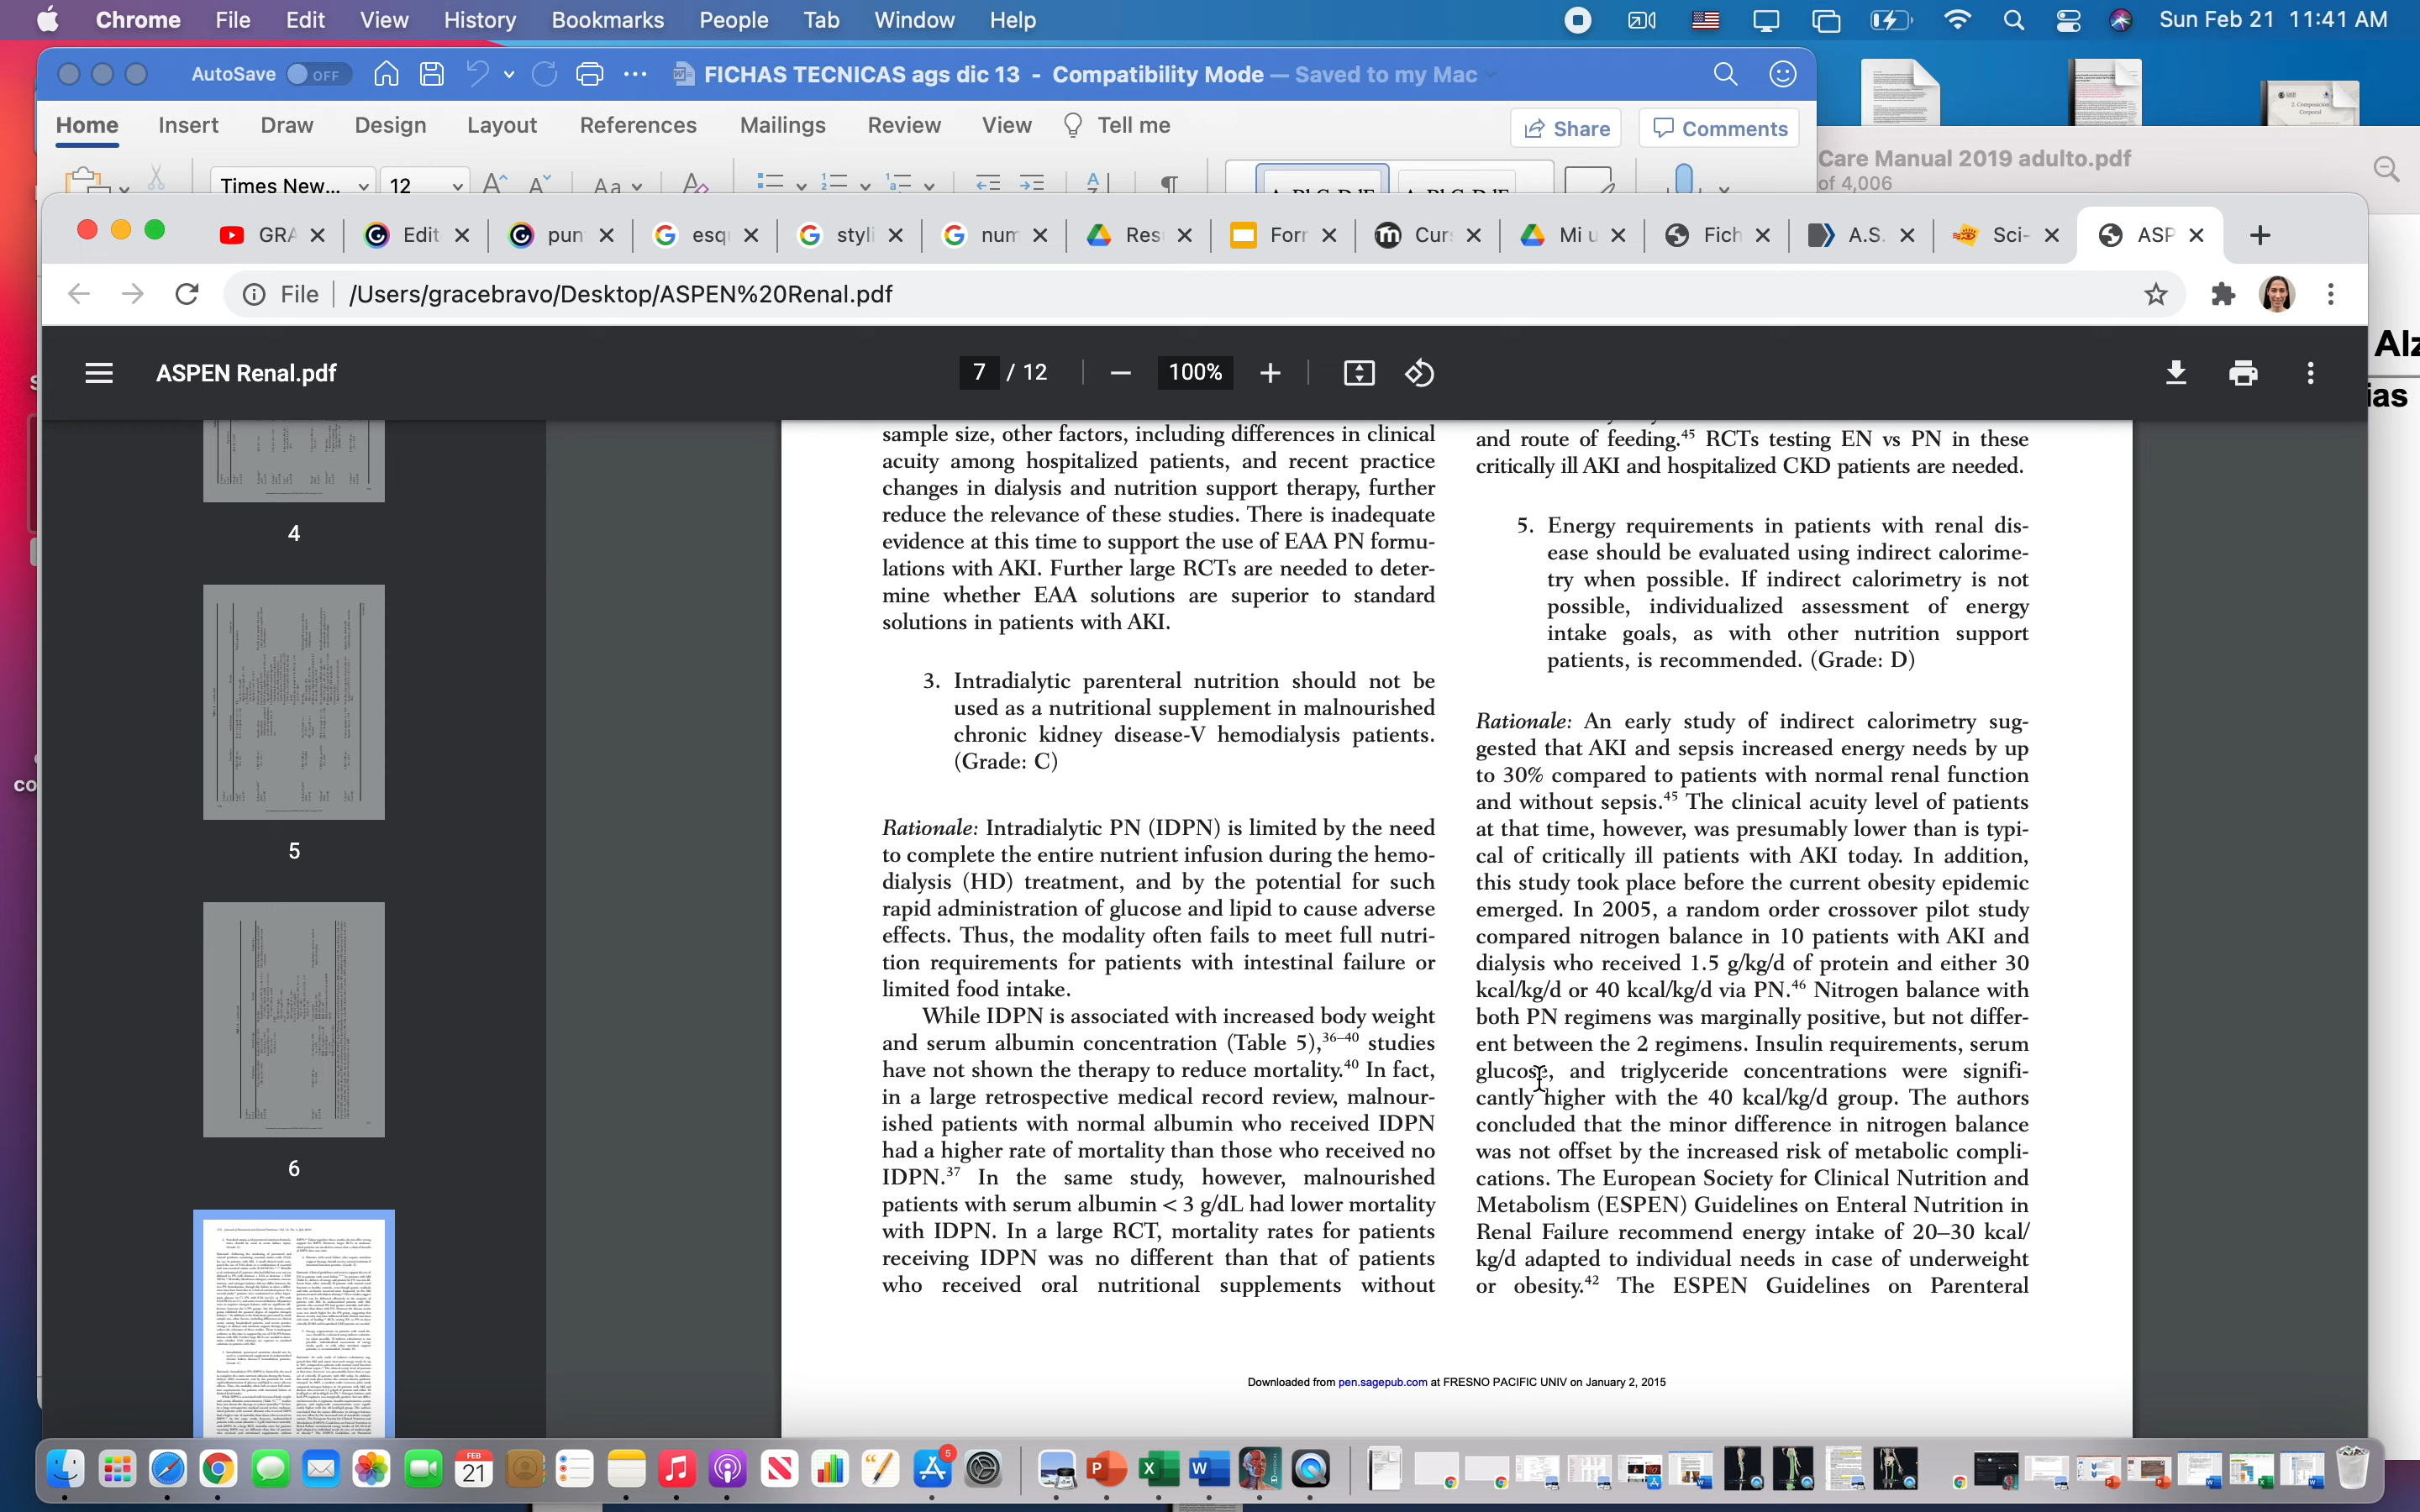 Chrome File Edit View History Bookmarks People Tab Window Help Sun Feb 21 11:41 AM
AutoSave OFF FICHAS TECNICAS ags dic 13 - Compatibility Mode — Saved to my Mac
Home Insert Draw Design Layout References Mailings Review View Tell me Share Comments
Times New... 12
Care Manual 2019 adulto.pdf
of 4,006
GRA Edit pun esq styli num Res Forr Cur Mi u Fich A.S. Sci- ASP
File /Users/gracebravo/Desktop/ASPEN%20Renal.pdf
ASPEN Renal.pdf 7 / 12 100%
4
5
6
sample size, other factors, including differences in clinical
acuity among hospitalized patients, and recent practice
changes in dialysis and nutrition support therapy, further
reduce the relevance of these studies. There is inadequate
evidence at this time to support the use of EAA PN formu-
lations with AKI. Further large RCTs are needed to deter-
mine whether EAA solutions are superior to standard
solutions in patients with AKI.
3. Intradialytic parenteral nutrition should not be
used as a nutritional supplement in malnourished
chronic kidney disease-V hemodialysis patients.
(Grade: C)
Rationale: Intradialytic PN (IDPN) is limited by the need
to complete the entire nutrient infusion during the hemo-
dialysis (HD) treatment, and by the potential for such
rapid administration of glucose and lipid to cause adverse
effects. Thus, the modality often fails to meet full nutri-
tion requirements for patients with intestinal failure or
limited food intake.
While IDPN is associated with increased body weight
and serum albumin concentration (Table 5),36–40 studies
have not shown the therapy to reduce mortality.40 In fact,
in a large retrospective medical record review, malnour-
ished patients with normal albumin who received IDPN
had a higher rate of mortality than those who received no
IDPN.37 In the same study, however, malnourished
patients with serum albumin < 3 g/dL had lower mortality
with IDPN. In a large RCT, mortality rates for patients
receiving IDPN was no different than that of patients
who received oral nutritional supplements without
and route of feeding.45 RCTs testing EN vs PN in these
critically ill AKI and hospitalized CKD patients are needed.
5. Energy requirements in patients with renal dis-
ease should be evaluated using indirect calorime-
try when possible. If indirect calorimetry is not
possible, individualized assessment of energy
intake goals, as with other nutrition support
patients, is recommended. (Grade: D)
Rationale: An early study of indirect calorimetry sug-
gested that AKI and sepsis increased energy needs by up
to 30% compared to patients with normal renal function
and without sepsis.45 The clinical acuity level of patients
at that time, however, was presumably lower than is typi-
cal of critically ill patients with AKI today. In addition,
this study took place before the current obesity epidemic
emerged. In 2005, a random order crossover pilot study
compared nitrogen balance in 10 patients with AKI and
dialysis who received 1.5 g/kg/d of protein and either 30
kcal/kg/d or 40 kcal/kg/d via PN.46 Nitrogen balance with
both PN regimens was marginally positive, but not differ-
ent between the 2 regimens. Insulin requirements, serum
glucose, and triglyceride concentrations were signifi-
cantly higher with the 40 kcal/kg/d group. The authors
concluded that the minor difference in nitrogen balance
was not offset by the increased risk of metabolic compli-
cations. The European Society for Clinical Nutrition and
Metabolism (ESPEN) Guidelines on Enteral Nutrition in
Renal Failure recommend energy intake of 20–30 kcal/
kg/d adapted to individual needs in case of underweight
or obesity.42 The ESPEN Guidelines on Parenteral
Downloaded from pen.sagepub.com at FRESNO PACIFIC UNIV on January 2, 2015
Alz
ias
co
FEB
21
5